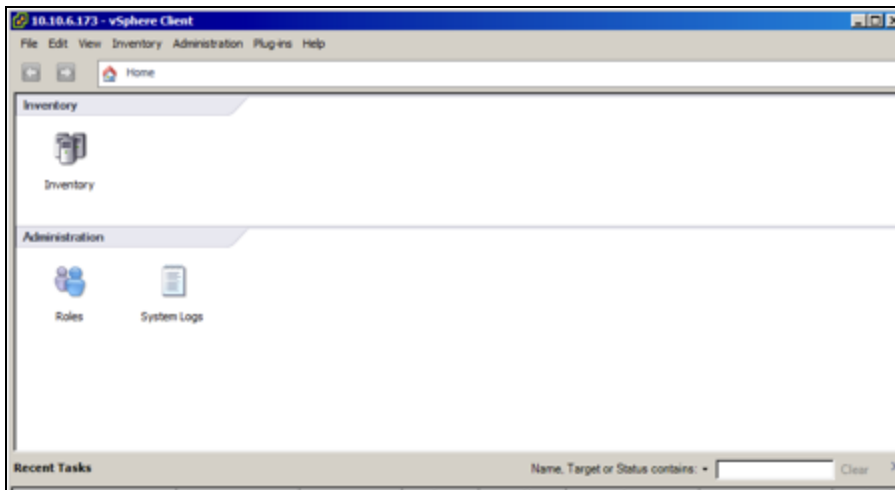 10.10.6.173 - vSphere Client
File Edit View Inventory Administration Plug-ins Help
Home
Inventory
Inventory
Administration
Roles System Logs
Recent Tasks Name, Target or Status contains: Clear